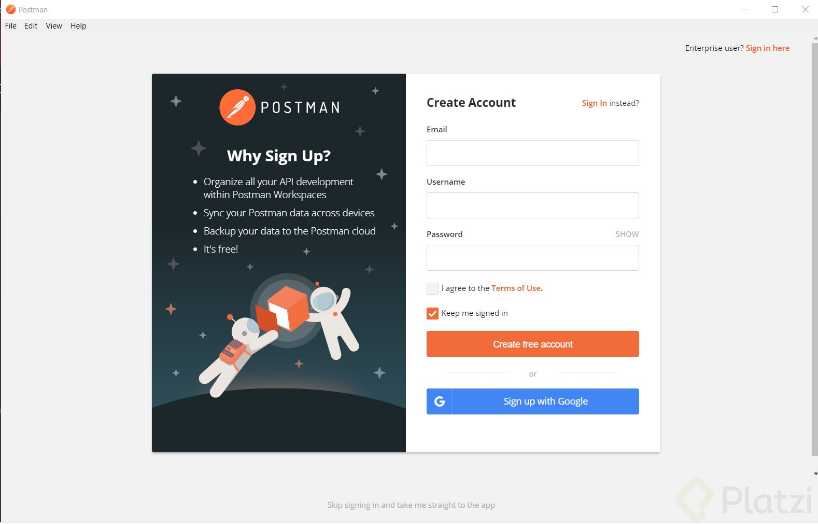 Postman
File Edit View Help
Enterprise user? Sign in here
POSTMAN
Why Sign Up?
• Organize all your API development
within Postman Workspaces
• Sync your Postman data across devices
• Backup your data to the Postman cloud
• It's free!
Create Account
Sign In instead?
Email
Username
Password
SHOW
I agree to the Terms of Use.
Keep me signed in
Create free account
or
G
Sign up with Google
Skip signing in and take me straight to the app
Platzi